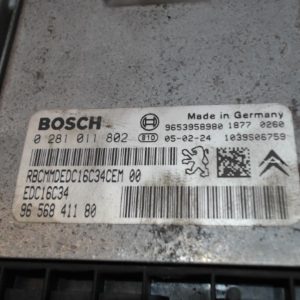 Made in Germany
BOSCH 9653958980 1877 0260
0 281 011 802 810 05-02-24 1039S06759
RBCMMDEDC16C34CEM 00
EDC16C34
96 568 411 80